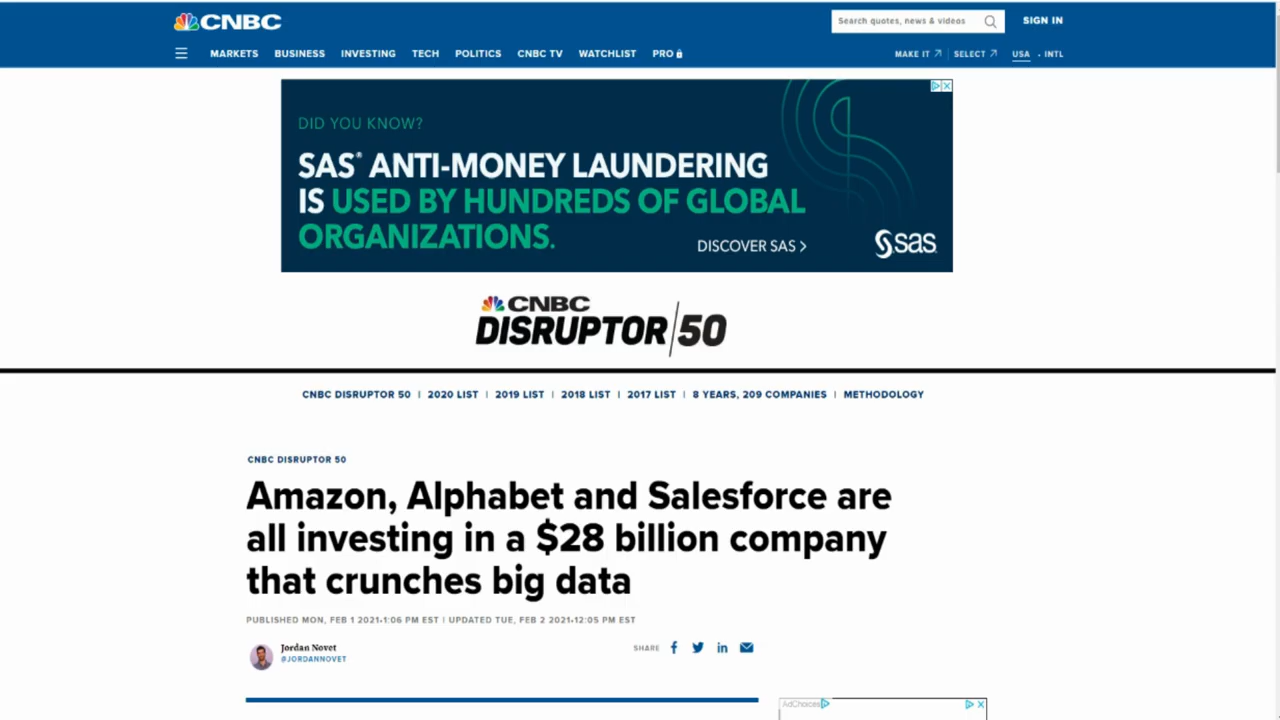 CNBC
Search quotes, news & videos
SIGN IN
MARKETS BUSINESS INVESTING TECH POLITICS CNBC TV WATCHLIST PRO
MAKE IT SELECT USA • INTL
DID YOU KNOW?
SAS® ANTI-MONEY LAUNDERING
IS USED BY HUNDREDS OF GLOBAL
ORGANIZATIONS.
DISCOVER SAS >
sas
CNBC
DISRUPTOR/50
CNBC DISRUPTOR 50 | 2020 LIST | 2019 LIST | 2018 LIST | 2017 LIST | 8 YEARS, 209 COMPANIES | METHODOLOGY
CNBC DISRUPTOR 50
Amazon, Alphabet and Salesforce are
all investing in a $28 billion company
that crunches big data
PUBLISHED MON, FEB 1 2021•1:06 PM EST | UPDATED TUE, FEB 2 2021•12:05 PM EST
Jordan Novet
@JORDANNOVET
SHARE
AdChoices